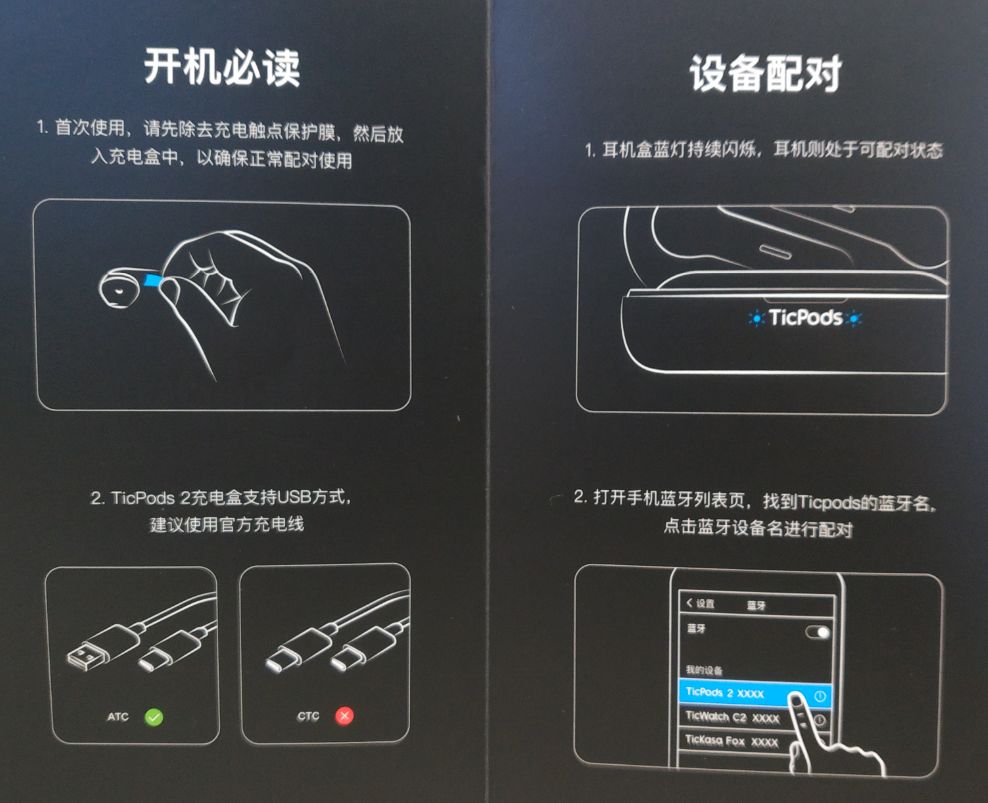 开机必读
1. 首次使用，请先除去充电触点保护膜，然后放
入充电盒中，以确保正常配对使用
2. TicPods 2充电盒支持USB方式，
建议使用官方充电线
ATC
CTC
设备配对
1. 耳机盒蓝灯持续闪烁，耳机则处于可配对状态
TicPods
2. 打开手机蓝牙列表页，找到Ticpods的蓝牙名，
点击蓝牙设备名进行配对
设置 蓝牙
蓝牙
我的设备
TicPods 2 XXXX
TicWatch C2 XXXX
TicKasa Fox XXXX